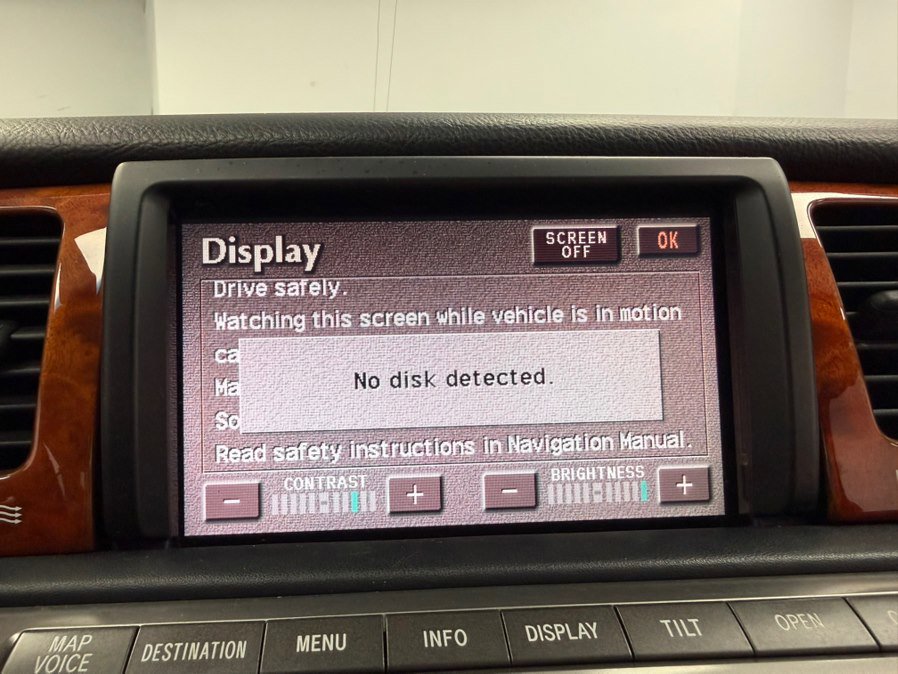 Display
SCREEN
OFF
OK
Drive safely.
Watching this screen while vehicle is in motion
ca
Ma
No disk detected.
So
Read safety instructions in Navigation Manual.
CONTRAST
BRIGHTNESS
- + - +
MAP
VOICE
DESTINATION
MENU
INFO
DISPLAY
TILT
OPEN